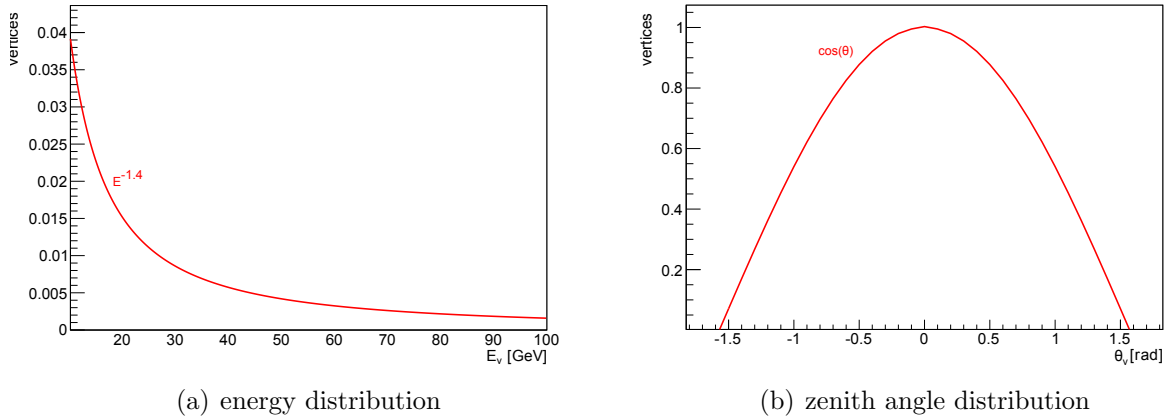 vertices
0.04
0.035
0.03
0.025
0.02
0.015
0.01
0.005
0
E^-1.4
20 30 40 50 60 70 80 90 100
E_v [GeV]
(a) energy distribution
vertices
1
0.8
0.6
0.4
0.2
cos(θ)
-1.5 -1 -0.5 0 0.5 1 1.5
θ_v [rad]
(b) zenith angle distribution